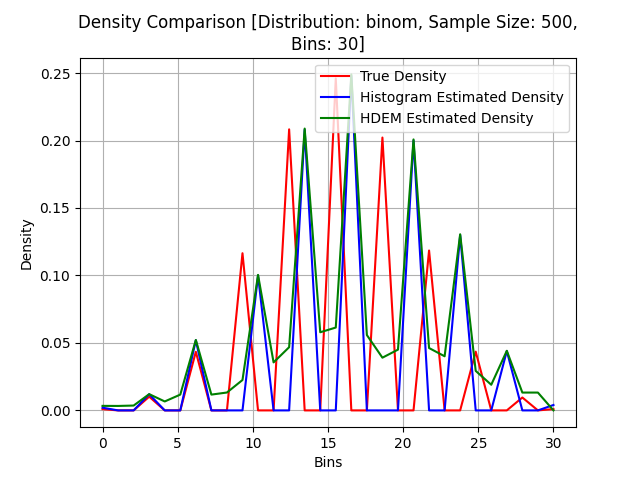 Density Comparison [Distribution: binom, Sample Size: 500,
Bins: 30]
True Density
Histogram Estimated Density
HDEM Estimated Density
Density
0.25
0.20
0.15
0.10
0.05
0.00
0 5 10 15 20 25 30
Bins